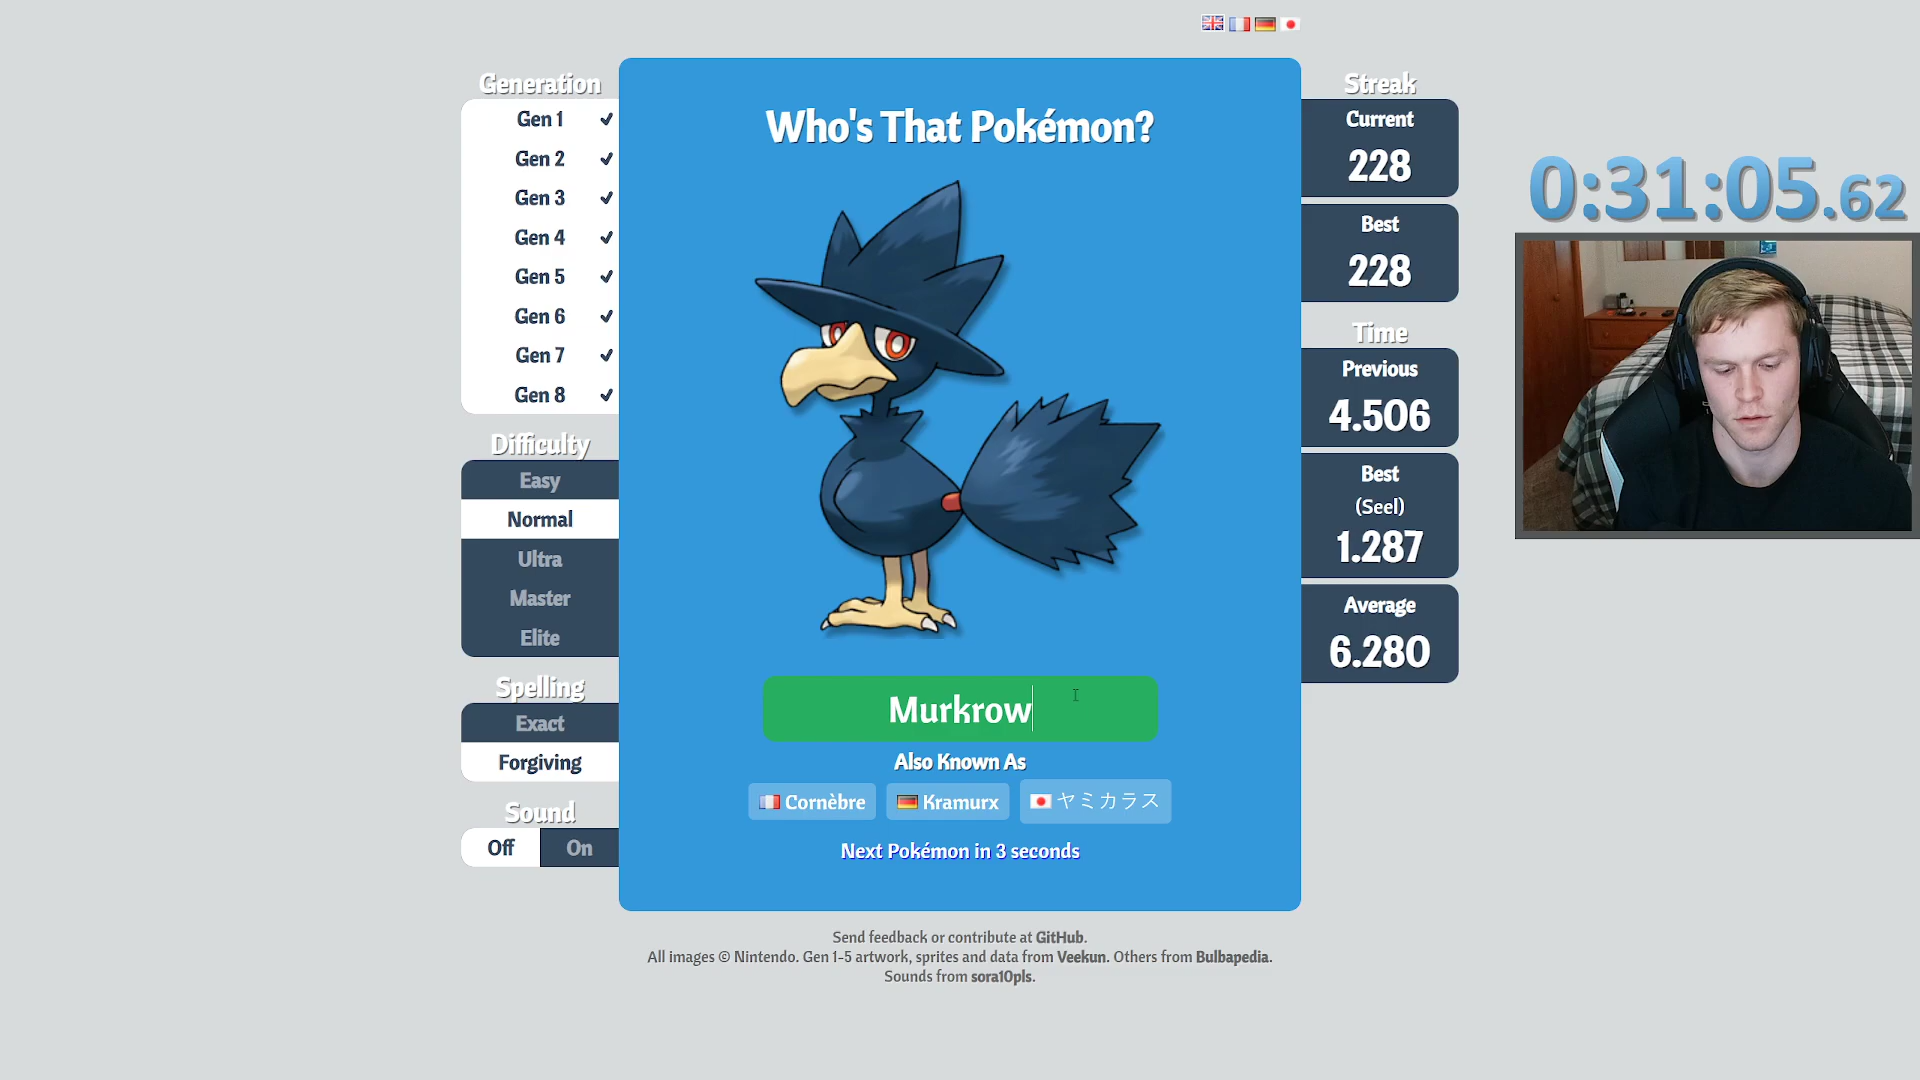 Generation
Gen 1
Gen 2
Gen 3
Gen 4
Gen 5
Gen 6
Gen 7
Gen 8
Difficulty
Easy
Normal
Ultra
Master
Elite
Spelling
Exact
Forgiving
Sound
Off On
Who's That Pokémon?
Murkrow
Also Known As
Cornèbre Kramurx ヤミカラス
Next Pokémon in 3 seconds
Streak
Current
228
Best
228
Time
Previous
4.506
Best
(Seel)
1.287
Average
6.280
0:31:05.62
Send feedback or contribute at GitHub.
All images © Nintendo. Gen 1-5 artwork, sprites and data from Veekun. Others from Bulbapedia.
Sounds from sora10pls.